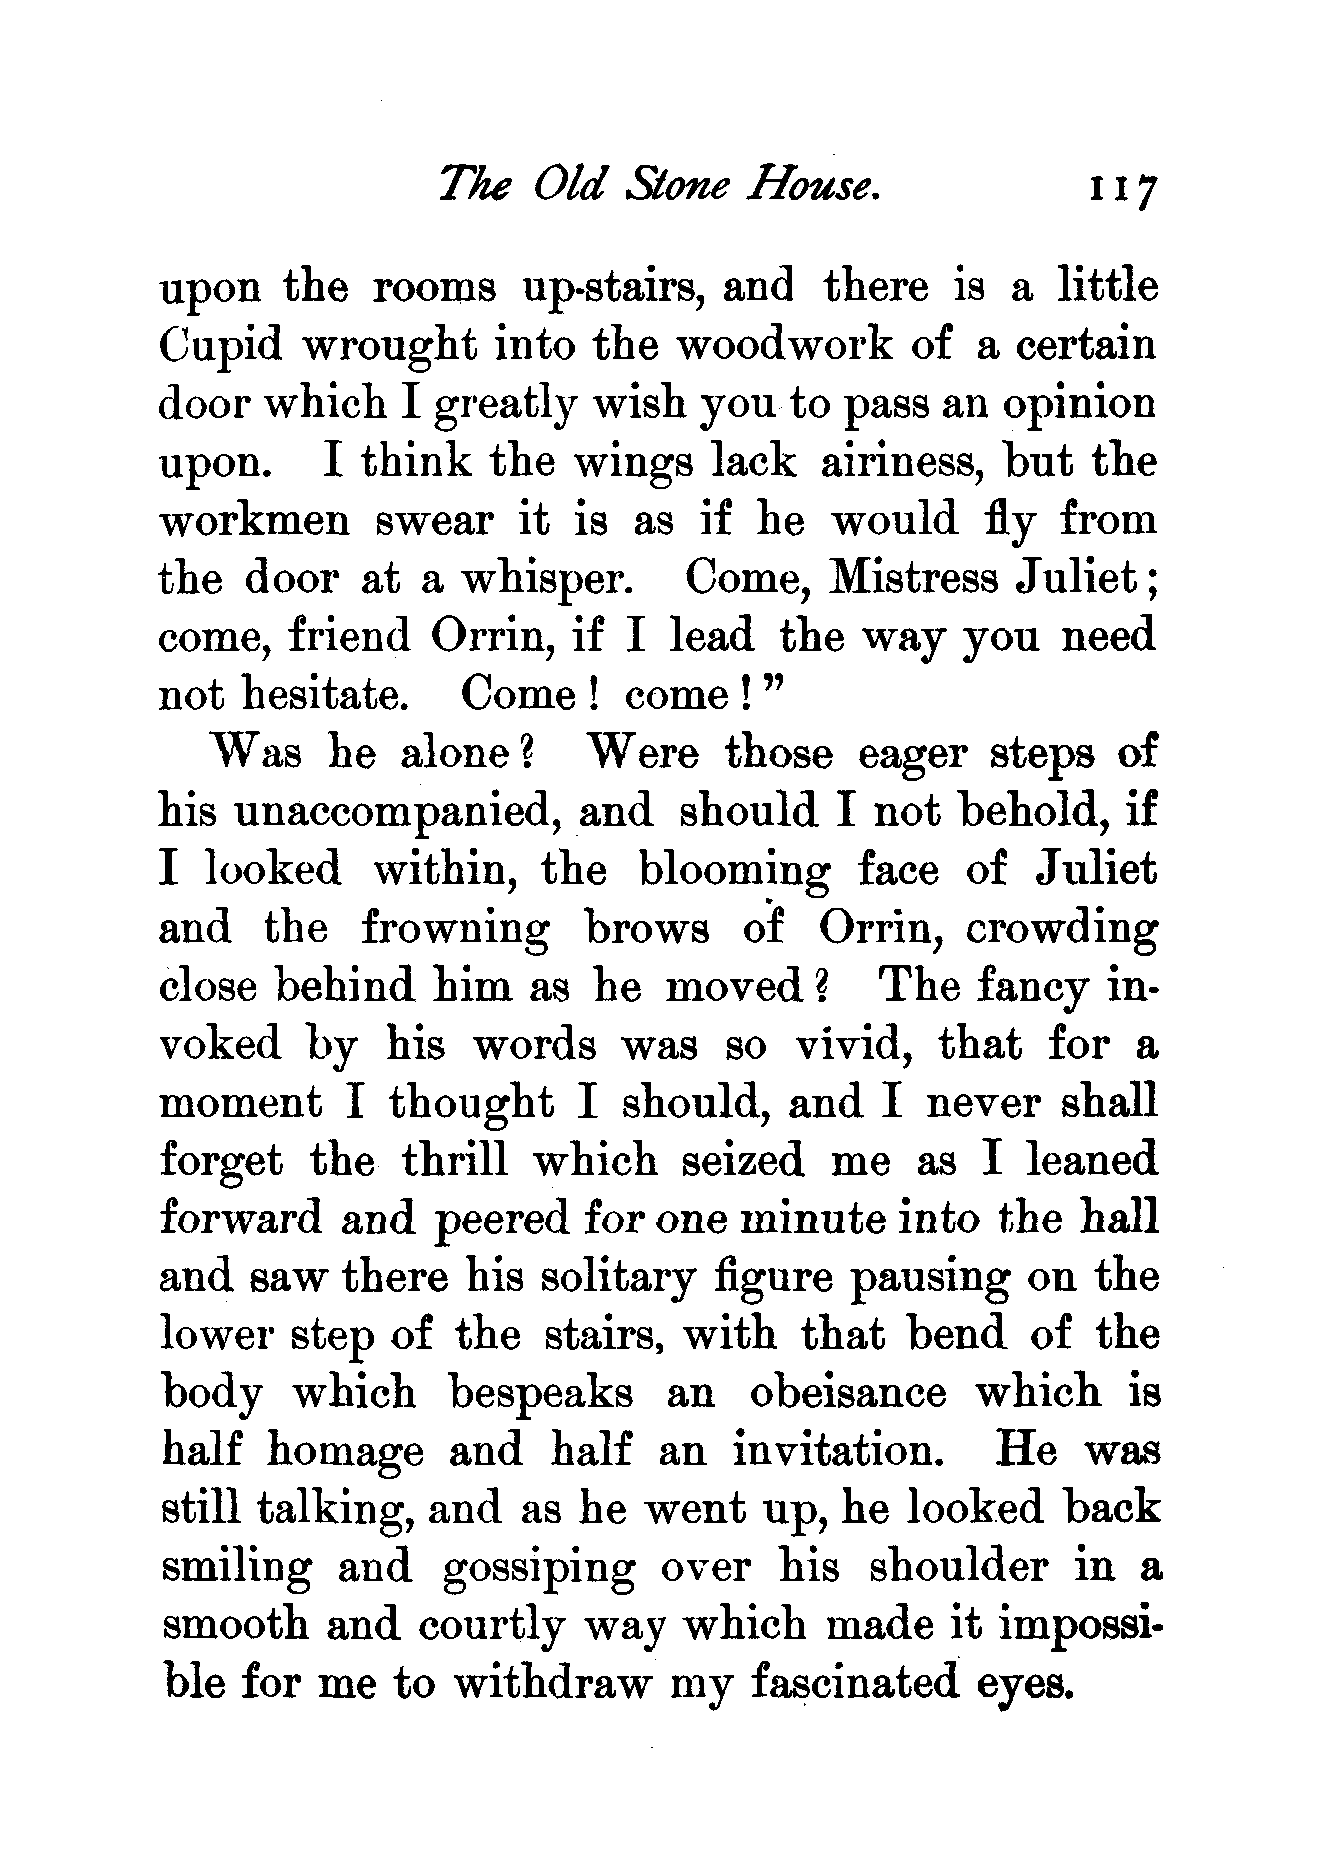 The Old Stone House. 117
upon the rooms up-stairs, and there is a little
Cupid wrought into the woodwork of a certain
door which I greatly wish you to pass an opinion
upon. I think the wings lack airiness, but the
workmen swear it is as if he would fly from
the door at a whisper. Come, Mistress Juliet;
come, friend Orrin, if I lead the way you need
not hesitate. Come! come!”
Was he alone? Were those eager steps of
his unaccompanied, and should I not behold, if
I looked within, the blooming face of Juliet
and the frowning brows of Orrin, crowding
close behind him as he moved? The fancy in-
voked by his words was so vivid, that for a
moment I thought I should, and I never shall
forget the thrill which seized me as I leaned
forward and peered for one minute into the hall
and saw there his solitary figure pausing on the
lower step of the stairs, with that bend of the
body which bespeaks an obeisance which is
half homage and half an invitation. He was
still talking, and as he went up, he looked back
smiling and gossiping over his shoulder in a
smooth and courtly way which made it impossi-
ble for me to withdraw my fascinated eyes.